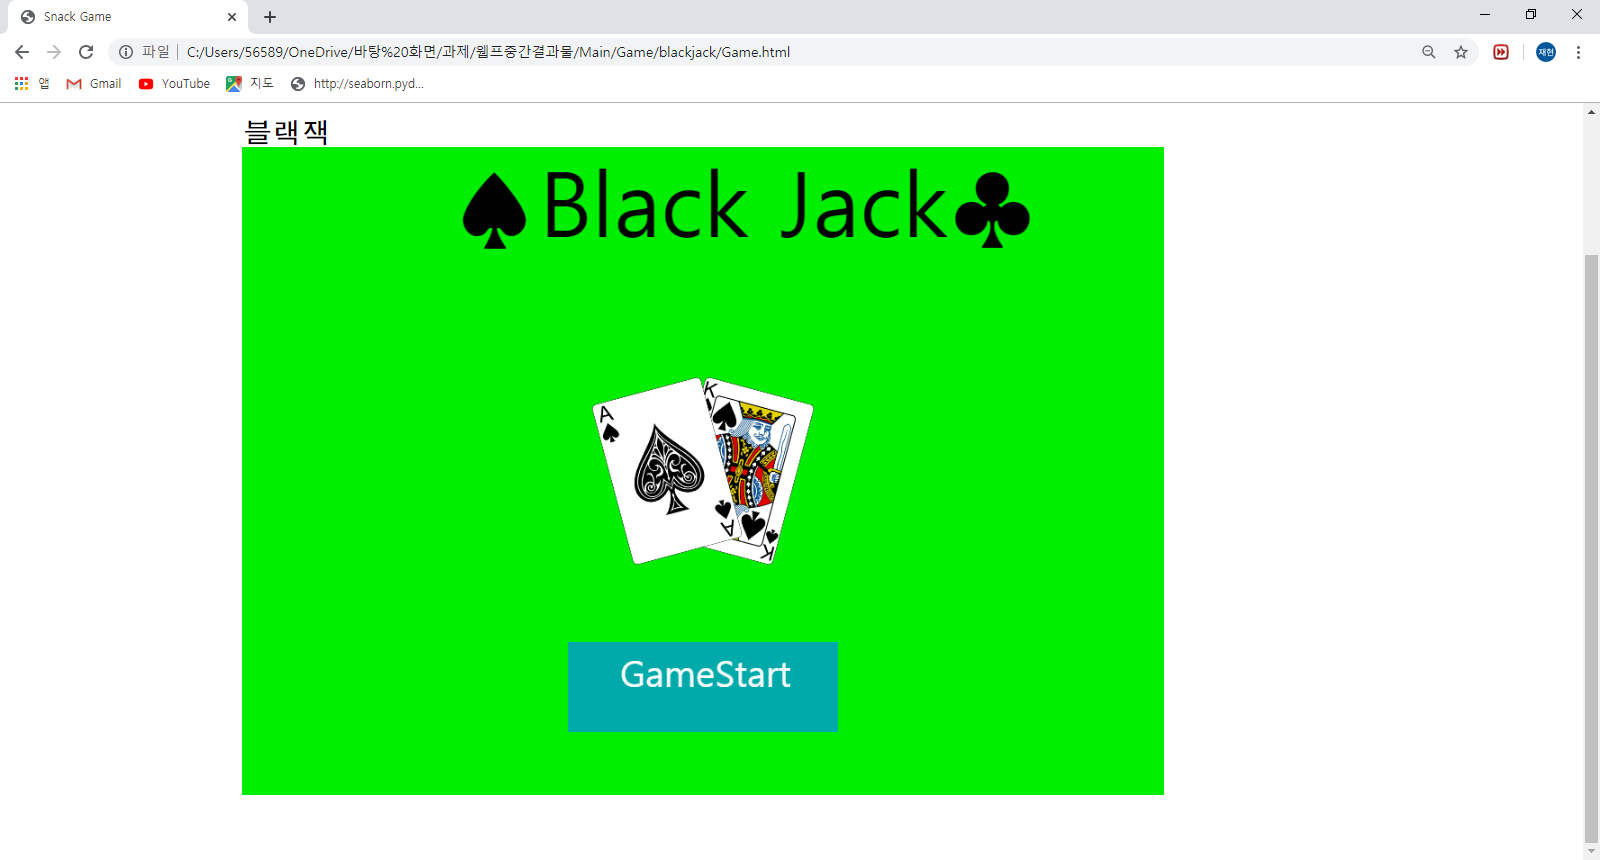 Snack Game
파일 C:/Users/56589/OneDrive/바탕%20화면/과제/웹프중간결과물/Main/Game/blackjack/Game.html
재현
앱 Gmail YouTube 지도 http://seaborn.pyd...
블랙잭
♠Black Jack♣
A K
A K
GameStart